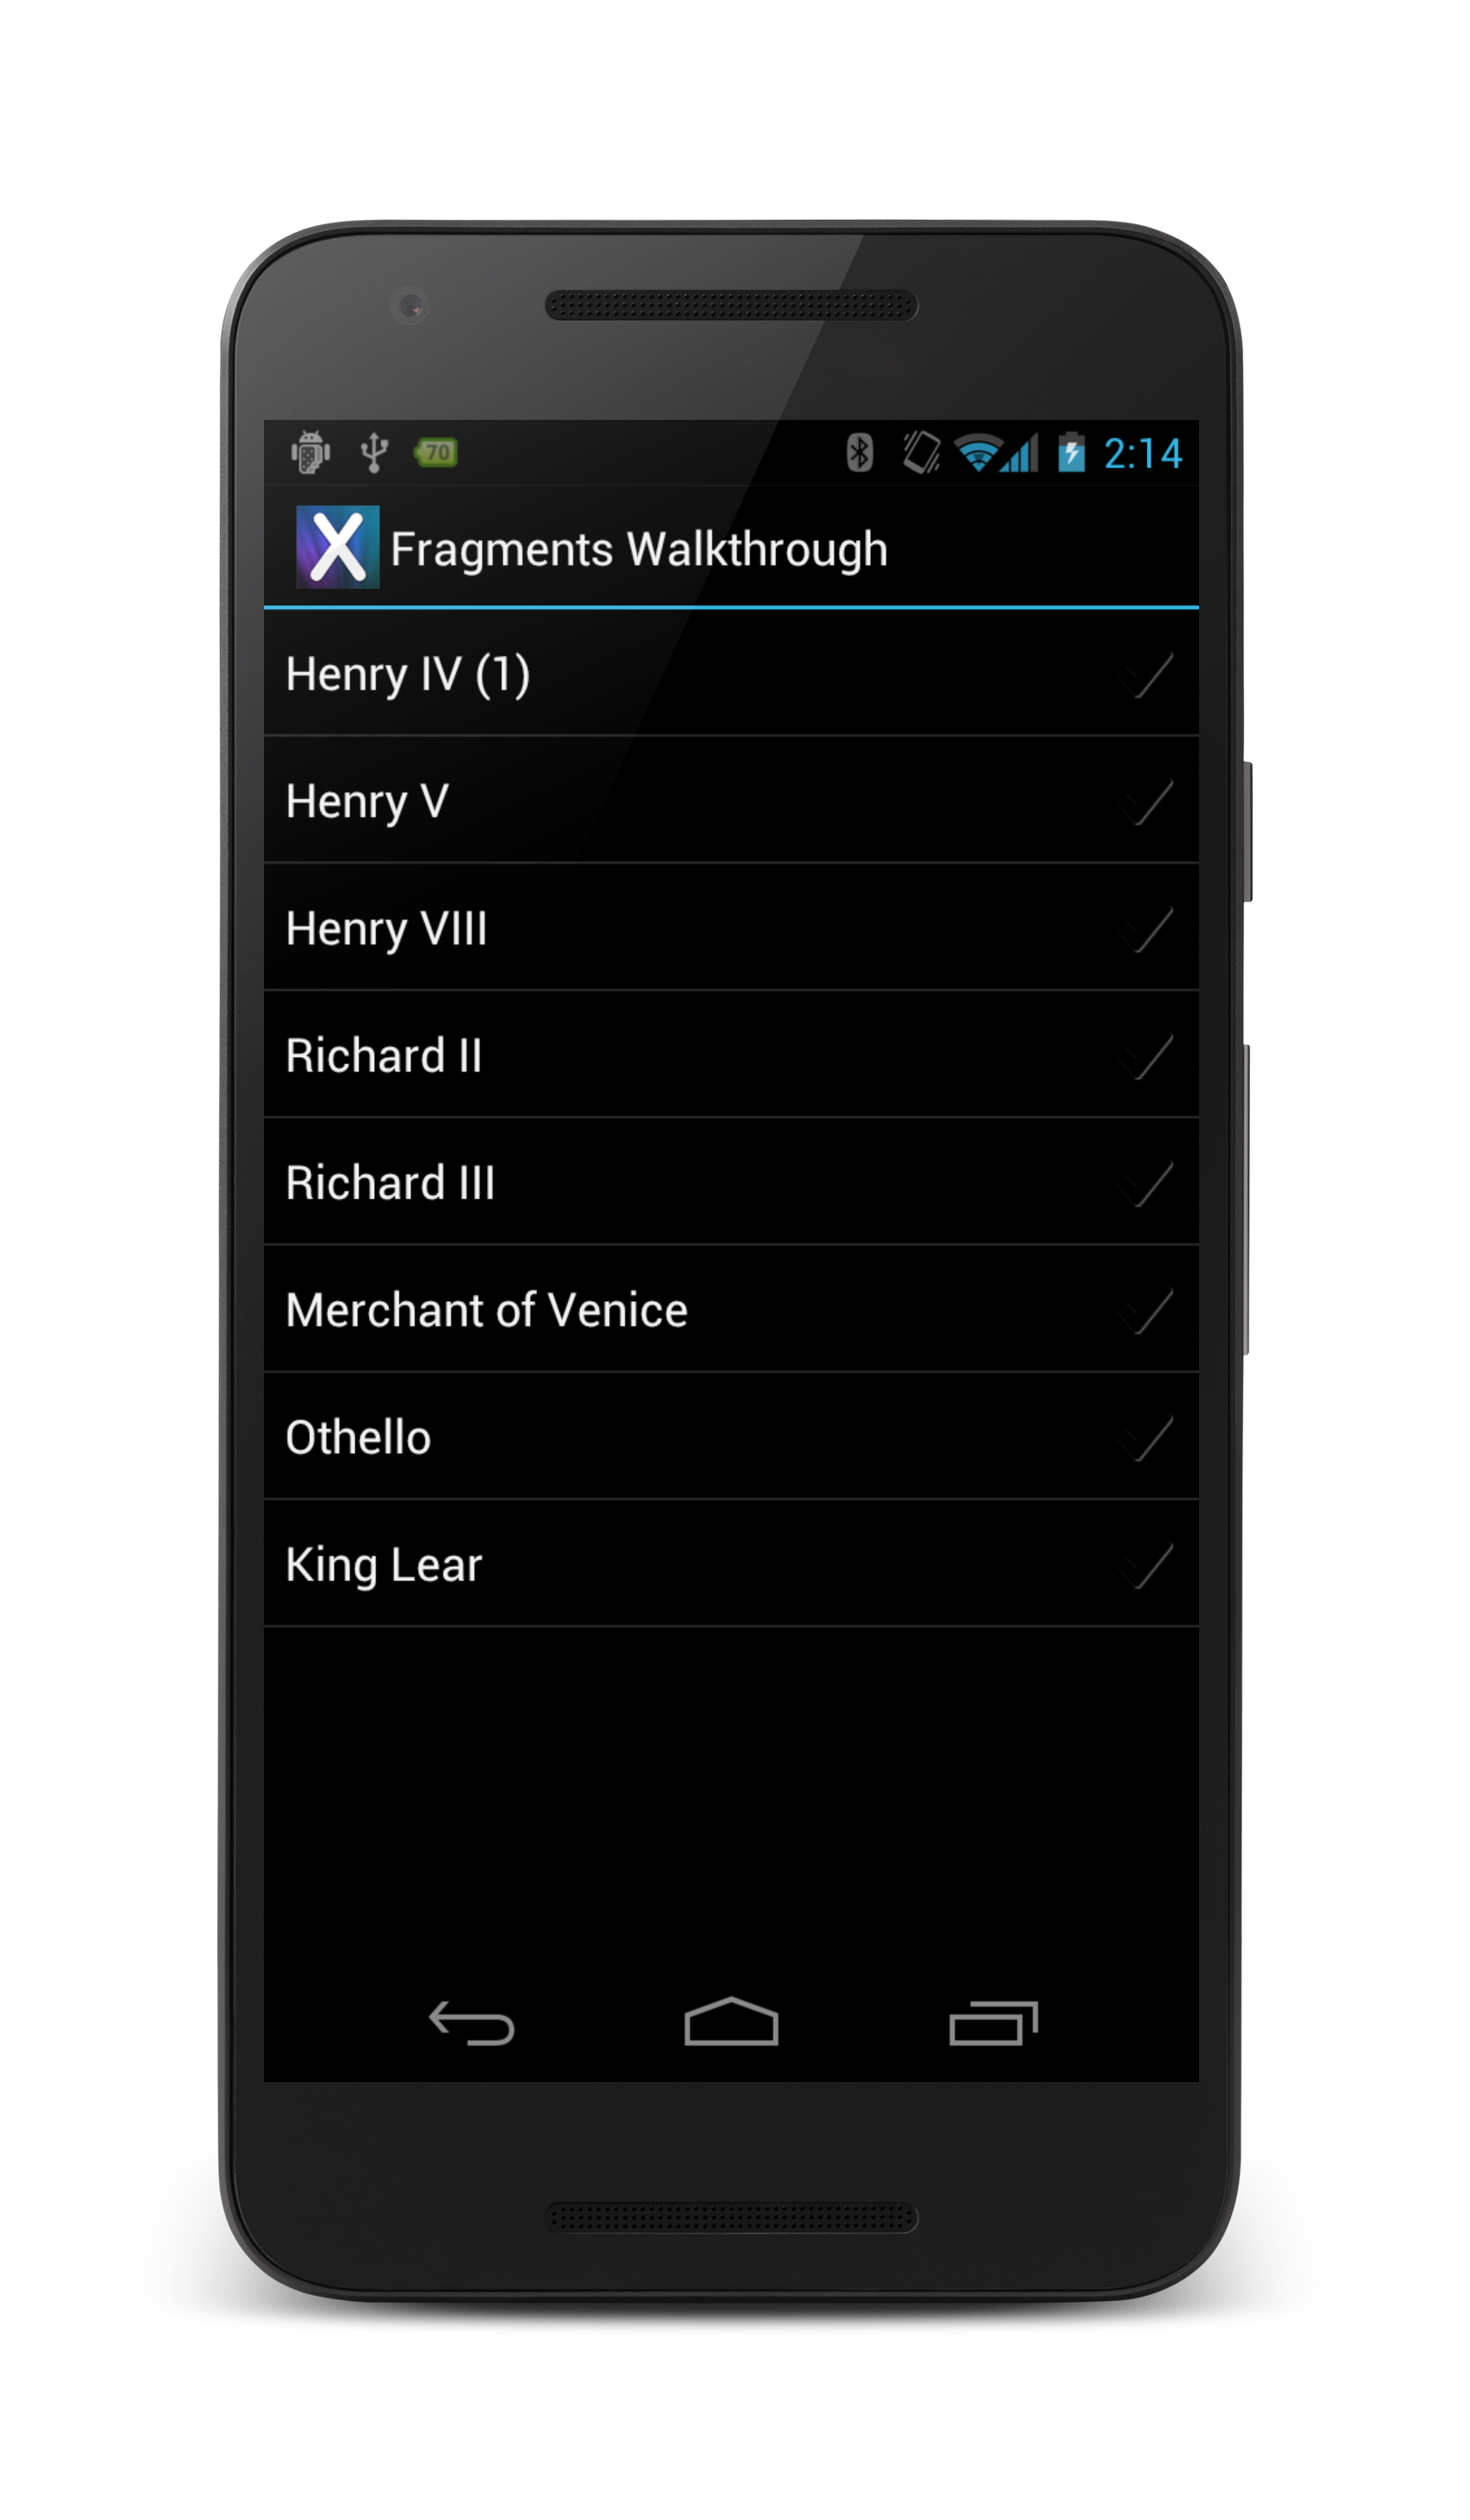 70 2:14
X Fragments Walkthrough
Henry IV (1)
Henry V
Henry VIII
Richard II
Richard III
Merchant of Venice
Othello
King Lear